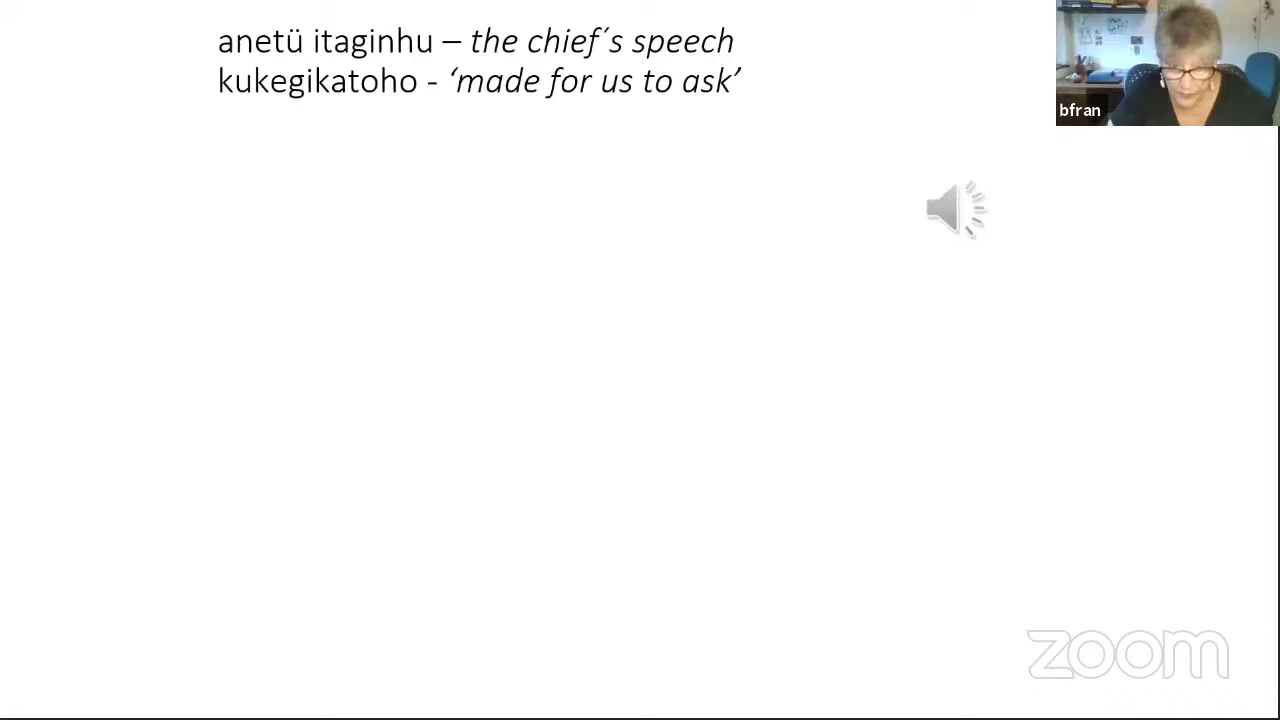 anetü itaginhu – the chief´s speech
kukegikatoho - ‘made for us to ask’
bfran
zoom